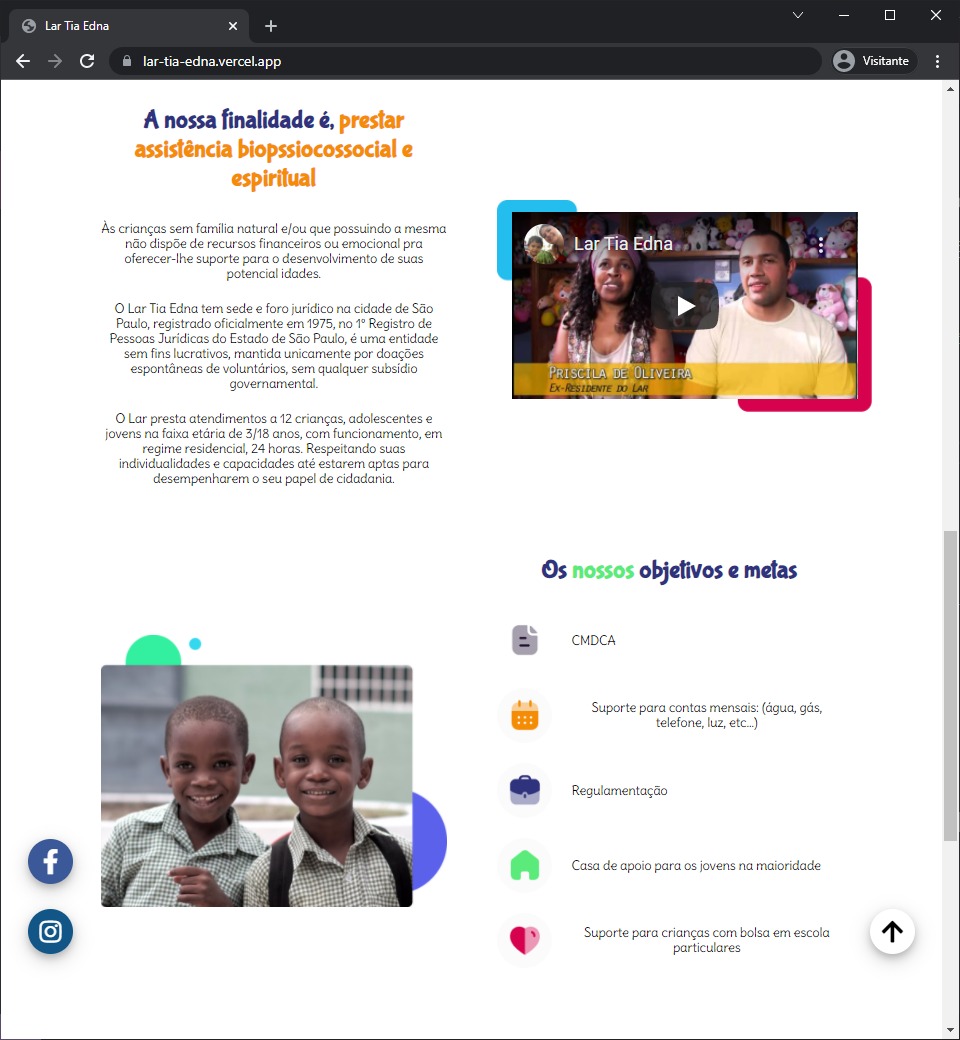 Lar Tia Edna
lar-tia-edna.vercel.app
Visitante
A nossa finalidade é, prestar
assistência biopssiocossocial e
espiritual
Às crianças sem família natural e/ou que possuindo a mesma
não dispõe de recursos financeiros ou emocional pra
oferecer-lhe suporte para o desenvolvimento de suas
potencial idades.
O Lar Tia Edna tem sede e foro jurídico na cidade de São
Paulo, registrado oficialmente em 1975, no 1º Registro de
Pessoas Jurídicas do Estado de São Paulo, é uma entidade
sem fins lucrativos, mantida unicamente por doações
espontâneas de voluntários, sem qualquer subsídio
governamental.
O Lar presta atendimentos a 12 crianças, adolescentes e
jovens na faixa etária de 3/18 anos, com funcionamento, em
regime residencial, 24 horas. Respeitando suas
individualidades e capacidades até estarem aptas para
desempenharem o seu papel de cidadania.
Lar Tia Edna
Priscila de Oliveira
Ex-Residente do Lar
Os nossos objetivos e metas
CMDCA
Suporte para contas mensais: (água, gás,
telefone, luz, etc...)
Regulamentação
Casa de apoio para os jovens na maioridade
Suporte para crianças com bolsa em escola
particulares